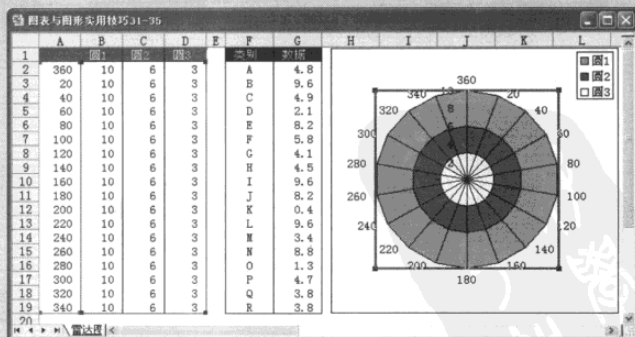 图表与图形实用技巧31-35
A B C D E F G H I J K L
1 圆1 圆2 圆3 类别 数据
2 360 10 6 3 A 4.8
3 20 10 6 3 B 9.6
4 40 10 6 3 C 4.9
5 60 10 6 3 D 2.1
6 80 10 6 3 E 8.2
7 100 10 6 3 F 5.8
8 120 10 6 3 G 4.1
9 140 10 6 3 H 4.5
10 160 10 6 3 I 9.6
11 180 10 6 3 J 8.2
12 200 10 6 3 K 0.4
13 220 10 6 3 L 9.6
14 240 10 6 3 M 3.4
15 260 10 6 3 N 8.8
16 280 10 6 3 O 1.3
17 300 10 6 3 P 4.7
18 320 10 6 3 Q 3.8
19 340 10 6 3 R 3.8
20
圆1
圆2
圆3
360
340 20
320 40
300 60
280 80
260 100
240 120
220 140
200 160
180
雷达图